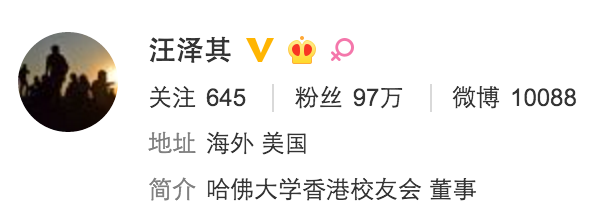 汪泽其
关注 645 粉丝 97万 微博 10088
地址 海外 美国
简介 哈佛大学香港校友会 董事